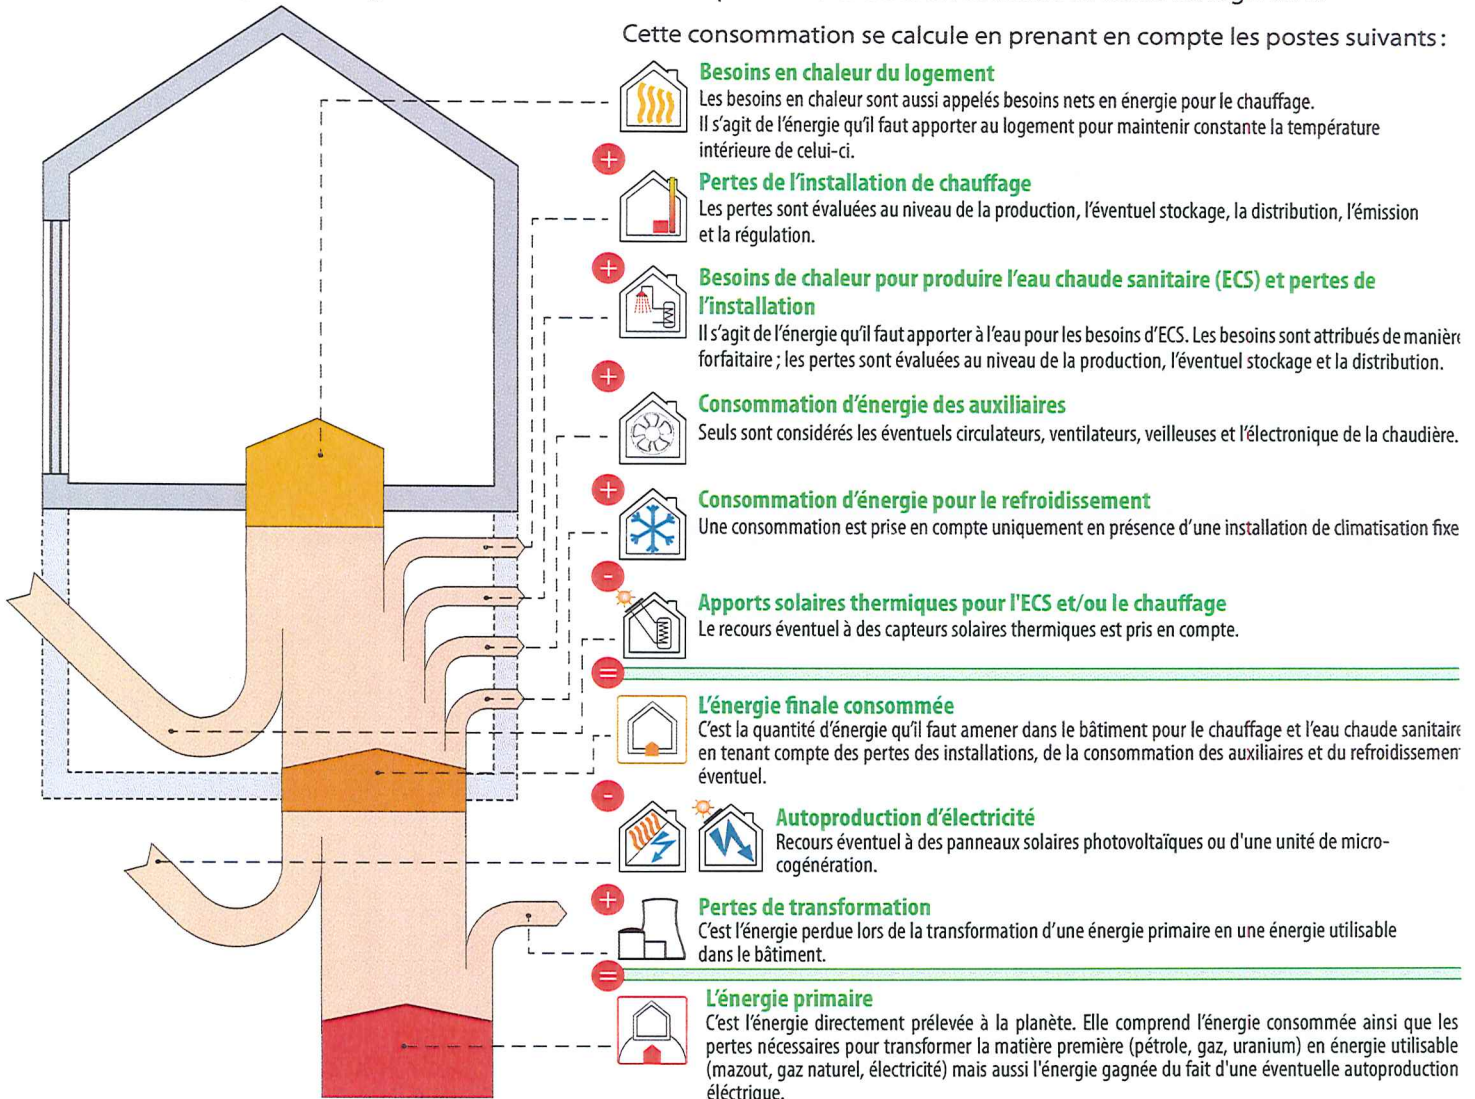 Cette consommation se calcule en prenant en compte les postes suivants :
Besoins en chaleur du logement
Les besoins en chaleur sont aussi appelés besoins nets en énergie pour le chauffage.
Il s'agit de l'énergie qu'il faut apporter au logement pour maintenir constante la température
intérieure de celui-ci.
+
Pertes de l'installation de chauffage
Les pertes sont évaluées au niveau de la production, l'éventuel stockage, la distribution, l'émission
et la régulation.
+
Besoins de chaleur pour produire l'eau chaude sanitaire (ECS) et pertes de
l'installation
Il s'agit de l'énergie qu'il faut apporter à l'eau pour les besoins d'ECS. Les besoins sont attribués de manière
forfaitaire ; les pertes sont évaluées au niveau de la production, l'éventuel stockage et la distribution.
+
Consommation d'énergie des auxiliaires
Seuls sont considérés les éventuels circulateurs, ventilateurs, veilleuses et l'électronique de la chaudière.
+
Consommation d'énergie pour le refroidissement
Une consommation est prise en compte uniquement en présence d'une installation de climatisation fixe
-
Apports solaires thermiques pour l'ECS et/ou le chauffage
Le recours éventuel à des capteurs solaires thermiques est pris en compte.
=
L'énergie finale consommée
C'est la quantité d'énergie qu'il faut amener dans le bâtiment pour le chauffage et l'eau chaude sanitaire
en tenant compte des pertes des installations, de la consommation des auxiliaires et du refroidissemen
éventuel.
-
Autoproduction d'électricité
Recours éventuel à des panneaux solaires photovoltaïques ou d'une unité de micro-
cogénération.
+
Pertes de transformation
C'est l'énergie perdue lors de la transformation d'une énergie primaire en une énergie utilisable
dans le bâtiment.
=
L'énergie primaire
C'est l'énergie directement prélevée à la planète. Elle comprend l'énergie consommée ainsi que les
pertes nécessaires pour transformer la matière première (pétrole, gaz, uranium) en énergie utilisable
(mazout, gaz naturel, électricité) mais aussi l'énergie gagnée du fait d'une éventuelle autoproduction
éléctrique.